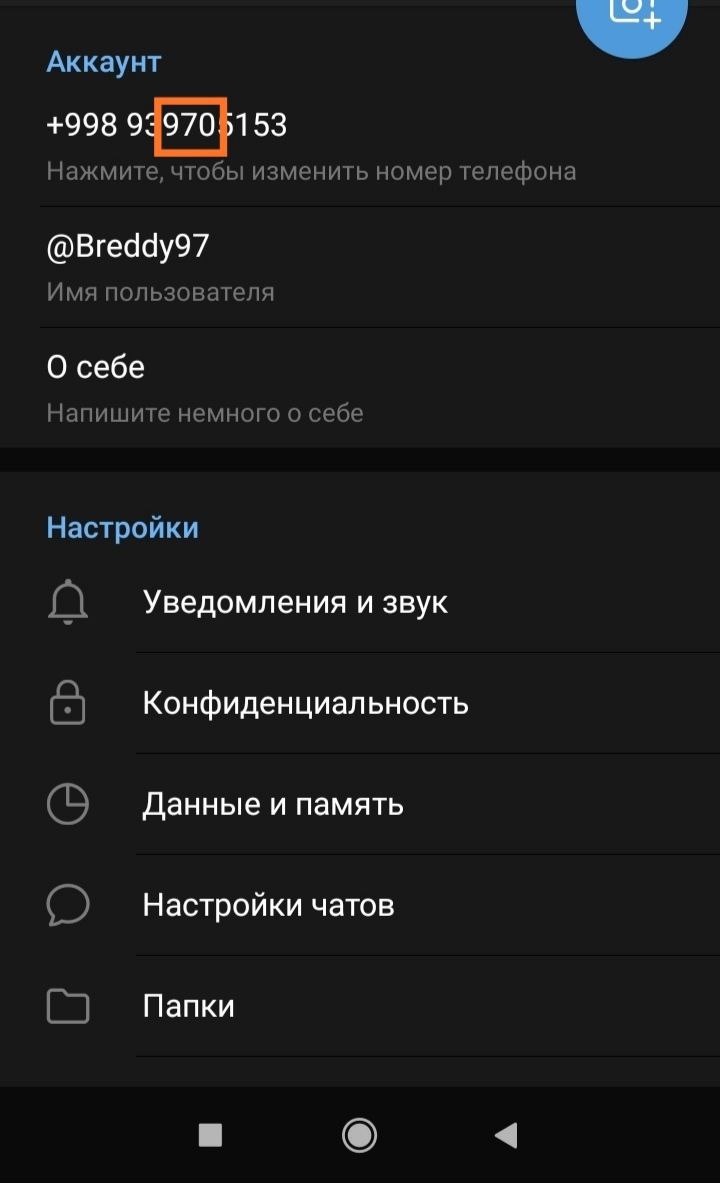 Аккаунт
+998 939705153
Нажмите, чтобы изменить номер телефона
@Breddy97
Имя пользователя
О себе
Напишите немного о себе
Настройки
Уведомления и звук
Конфиденциальность
Данные и память
Настройки чатов
Папки